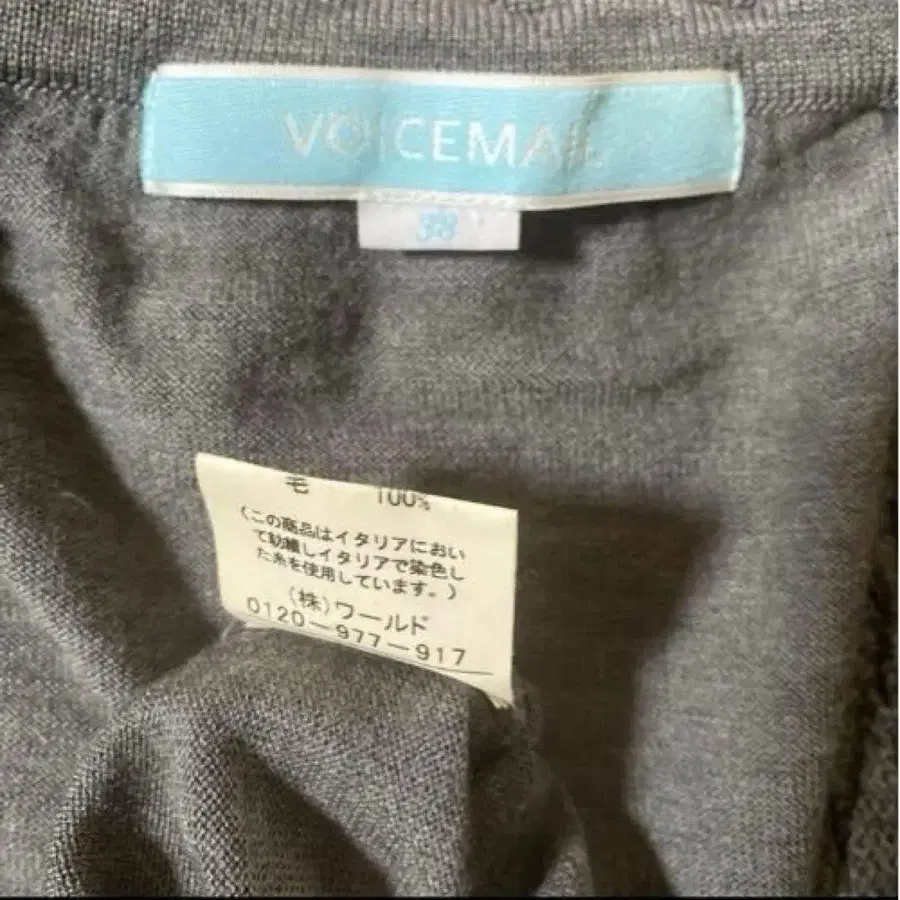 VOICEMAIL
38
毛 100%
(この商品はイタリアにおい
て紡績しイタリアで染色し
た糸を使用しています。)
(株)ワールド
0120-977-917